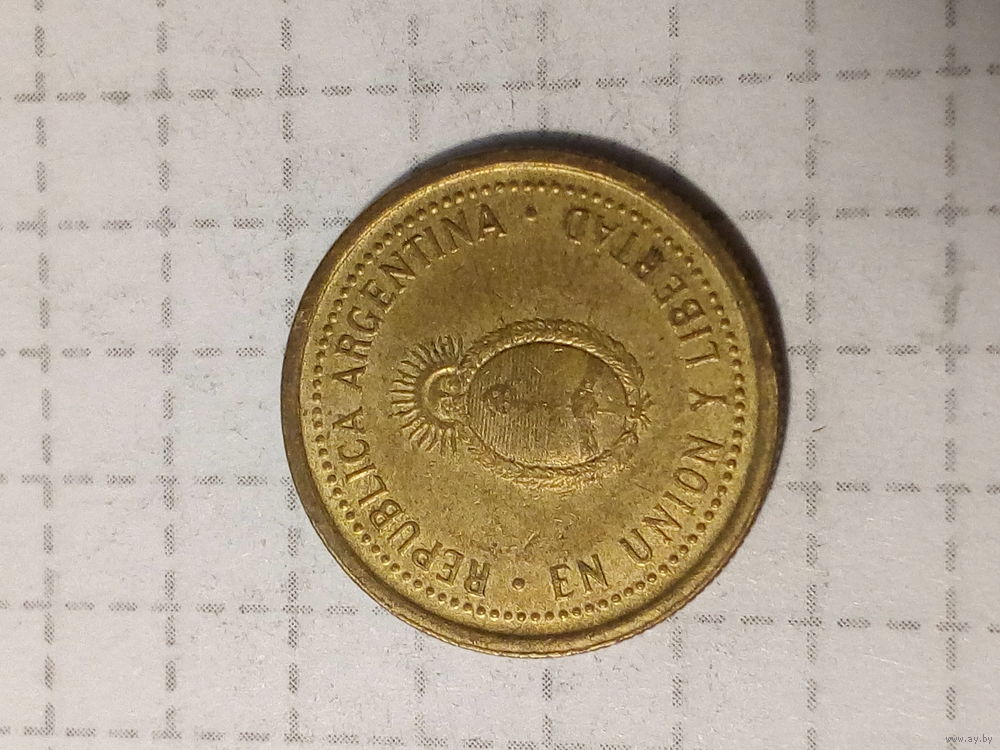 REPUBLICA ARGENTINA
EN UNION Y LIBERTAD
www.ay.by